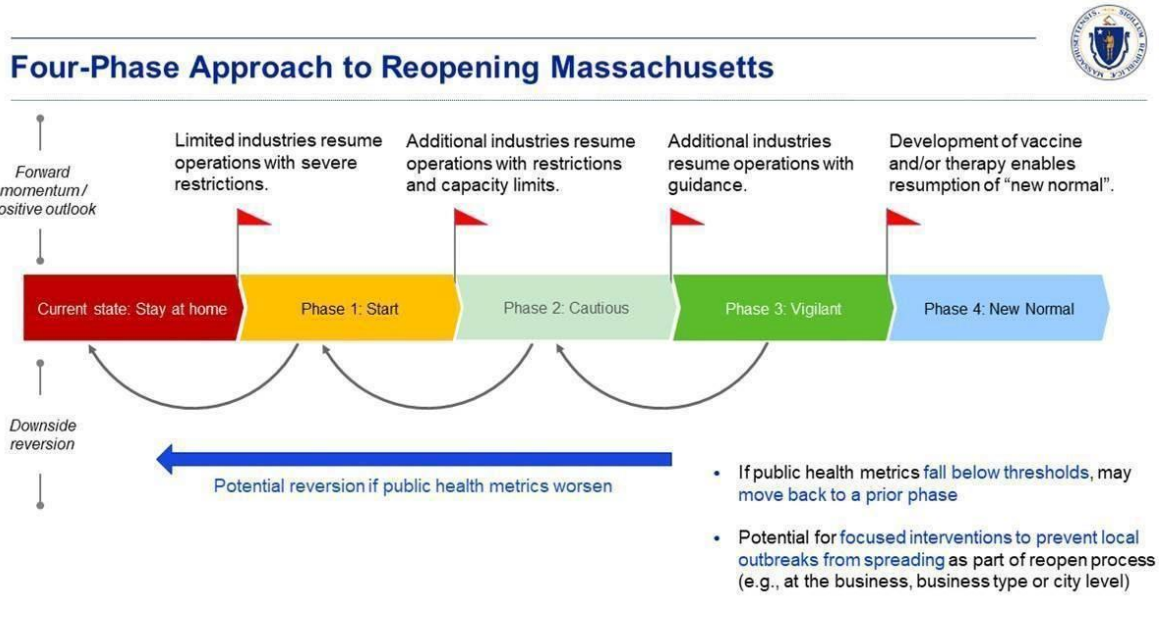 Four-Phase Approach to Reopening Massachusetts
Forward
momentum /
positive outlook
Limited industries resume
operations with severe
restrictions.
Additional industries resume
operations with restrictions
and capacity limits.
Additional industries
resume operations with
guidance.
Development of vaccine
and/or therapy enables
resumption of “new normal”.
Current state: Stay at home
Phase 1: Start
Phase 2: Cautious
Phase 3: Vigilant
Phase 4: New Normal
Downside
reversion
Potential reversion if public health metrics worsen
• If public health metrics fall below thresholds, may
move back to a prior phase
• Potential for focused interventions to prevent local
outbreaks from spreading as part of reopen process
(e.g., at the business, business type or city level)